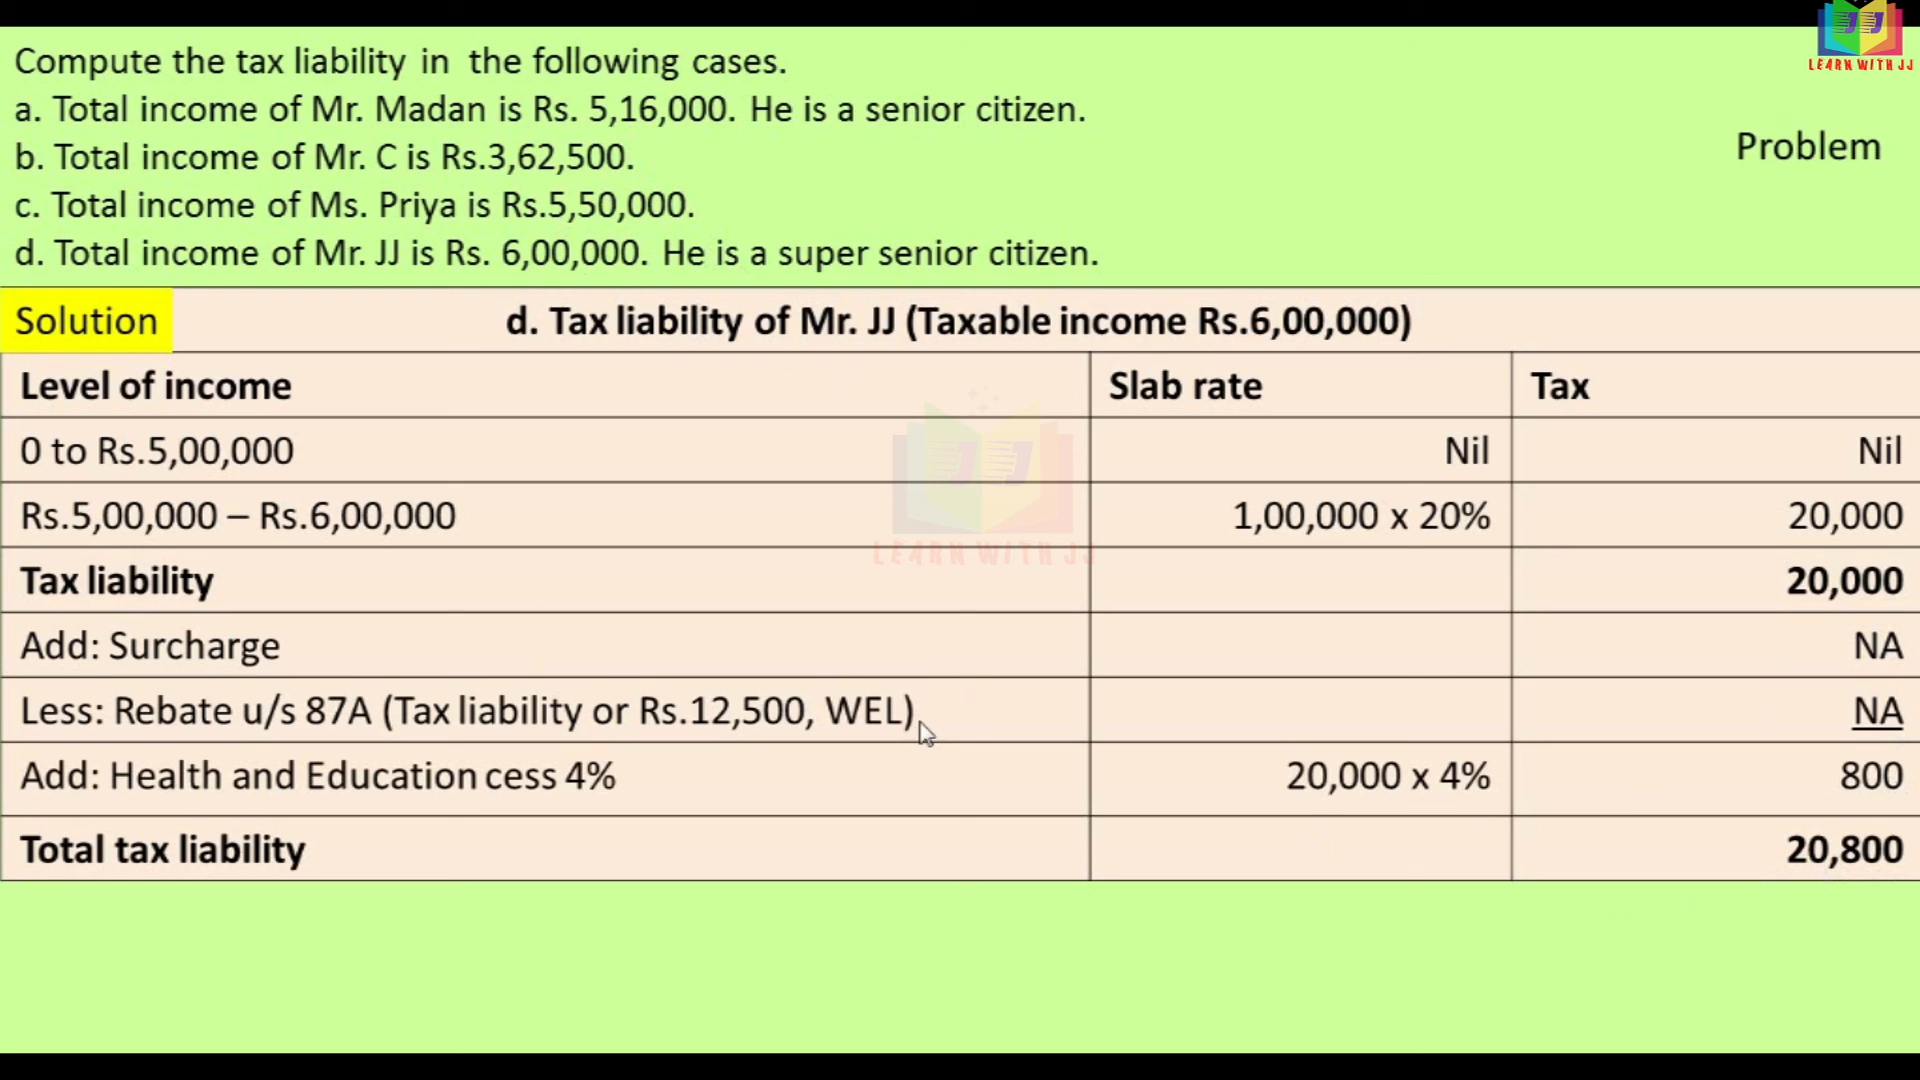 LEARN WITH JJ
Compute the tax liability in the following cases.
a. Total income of Mr. Madan is Rs. 5,16,000. He is a senior citizen.
Problem
b. Total income of Mr. C is Rs.3,62,500.
c. Total income of Ms. Priya is Rs.5,50,000.
d. Total income of Mr. JJ is Rs. 6,00,000. He is a super senior citizen.
Solution d. Tax liability of Mr. JJ (Taxable income Rs.6,00,000)
Level of income Slab rate Tax
0 to Rs.5,00,000 Nil Nil
Rs.5,00,000 – Rs.6,00,000 1,00,000 x 20% 20,000
LEARN WITH JJ
Tax liability 20,000
Add: Surcharge NA
Less: Rebate u/s 87A (Tax liability or Rs.12,500, WEL) NA
Add: Health and Education cess 4% 20,000 x 4% 800
Total tax liability 20,800